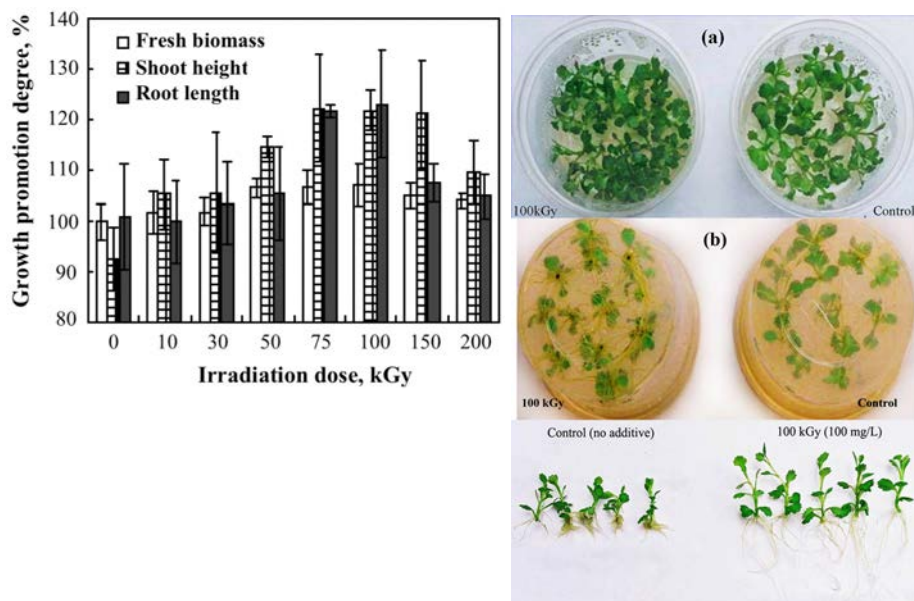 Growth promotion degree, %
140
130
120
110
100
90
80
Fresh biomass
Shoot height
Root length
0 10 30 50 75 100 150 200
Irradiation dose, kGy
(a)
100kGy Control
(b)
100 kGy Control
Control (no additive) 100 kGy (100 mg/L)